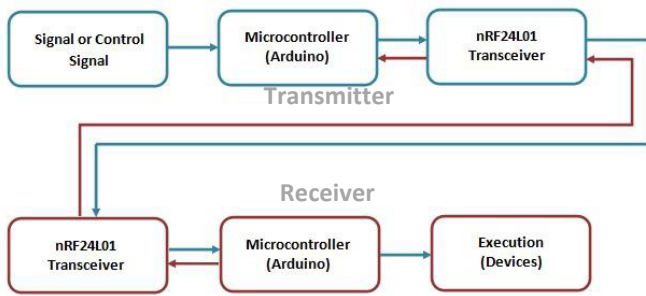 Signal or Control
Signal
Microcontroller
(Arduino)
nRF24L01
Transceiver
Transmitter
Receiver
nRF24L01
Transceiver
Microcontroller
(Arduino)
Execution
(Devices)